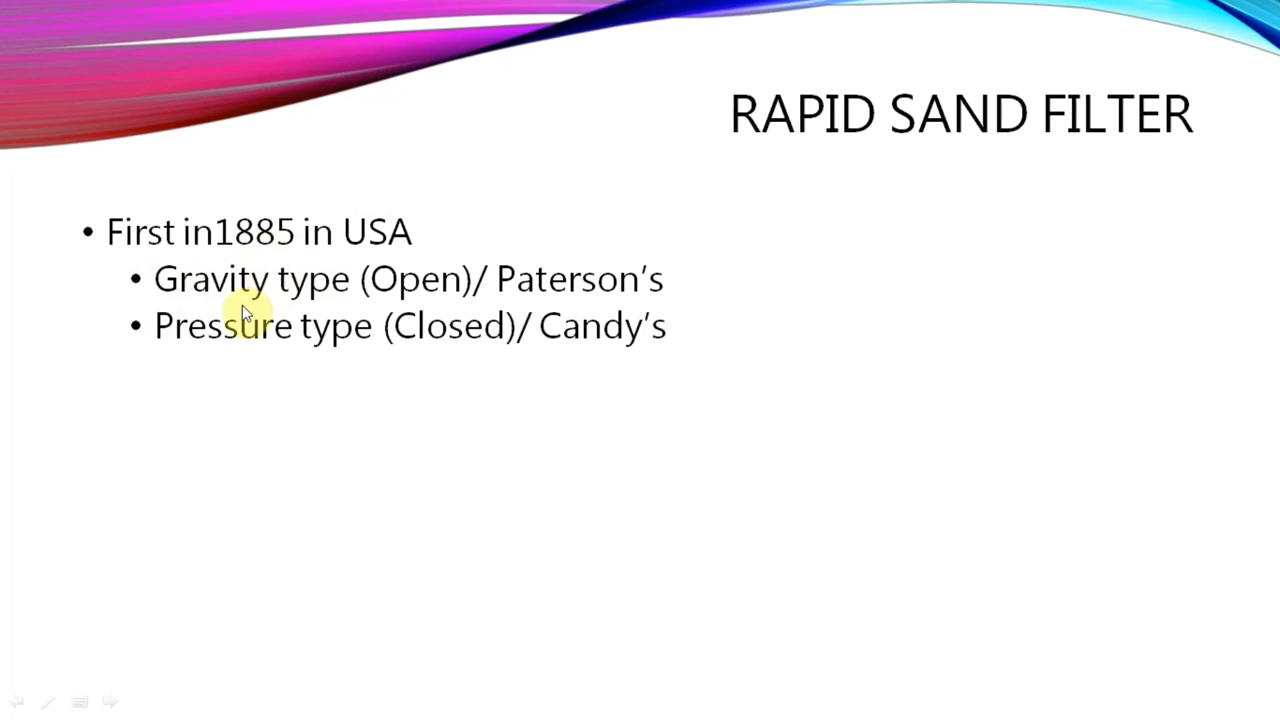 RAPID SAND FILTER
• First in1885 in USA
• Gravity type (Open)/ Paterson's
• Pressure type (Closed)/ Candy's